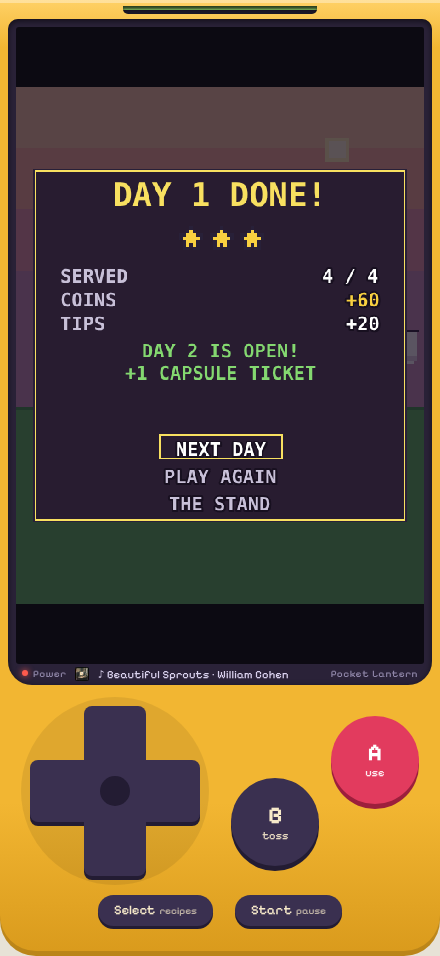 DAY 1 DONE!
SERVED 4 / 4
COINS +60
TIPS +20
DAY 2 IS OPEN!
+1 CAPSULE TICKET
NEXT DAY
PLAY AGAIN
THE STAND
Power ♪ Beautiful Sprouts · William Cohen Pocket Lantern
A
use
B
toss
Select recipes Start pause